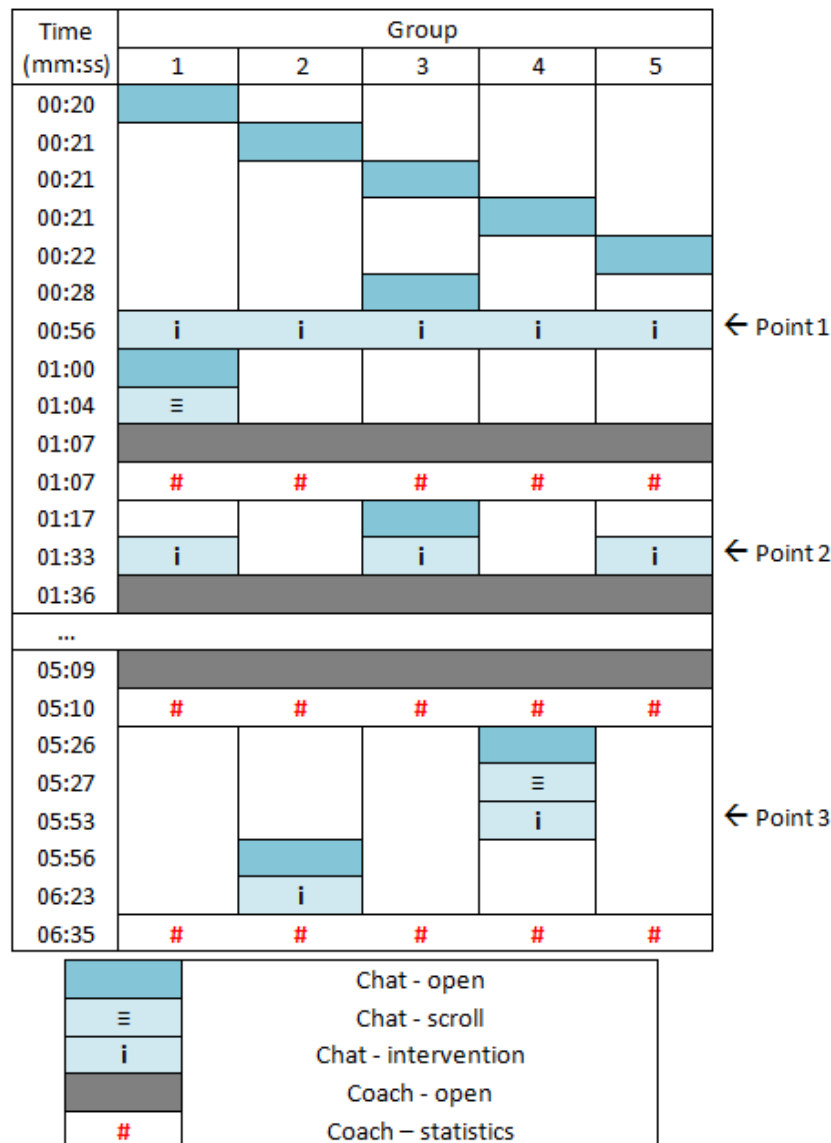 Time Group
(mm:ss) 1 2 3 4 5
00:20
00:21
00:21
00:21
00:22
00:28
00:56 i i i i i ← Point 1
01:00
01:04 ≡
01:07
01:07 # # # # #
01:17
01:33 i i i ← Point 2
01:36
...
05:09
05:10 # # # # #
05:26
05:27 ≡
05:53 i ← Point 3
05:56
06:23 i
06:35 # # # # #
Chat - open
≡ Chat - scroll
i Chat - intervention
Coach - open
# Coach – statistics